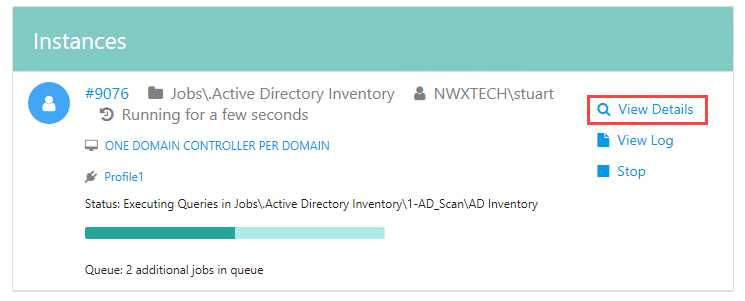 Instances
#9076 Jobs\.Active Directory Inventory NWXTECH\stuart
Running for a few seconds
ONE DOMAIN CONTROLLER PER DOMAIN
Profile1
Status: Executing Queries in Jobs\.Active Directory Inventory\1-AD_Scan\AD Inventory
Queue: 2 additional jobs in queue
View Details
View Log
Stop